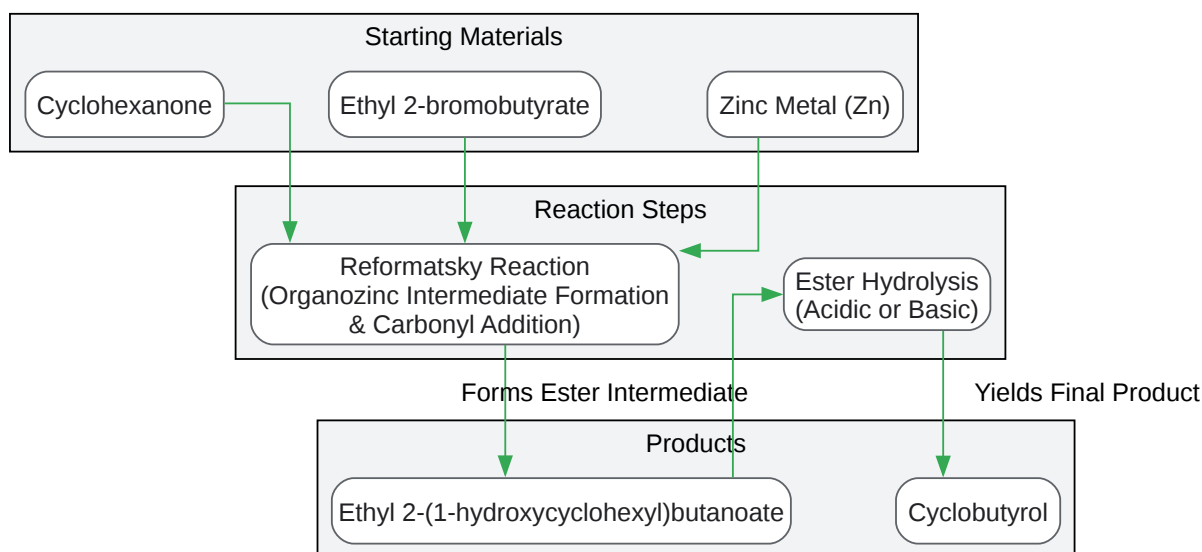 Starting Materials
Cyclohexanone
Ethyl 2-bromobutyrate
Zinc Metal (Zn)
Reaction Steps
Reformatsky Reaction
(Organozinc Intermediate Formation
& Carbonyl Addition)
Ester Hydrolysis
(Acidic or Basic)
Forms Ester Intermediate
Yields Final Product
Products
Ethyl 2-(1-hydroxycyclohexyl)butanoate
Cyclobutyrol